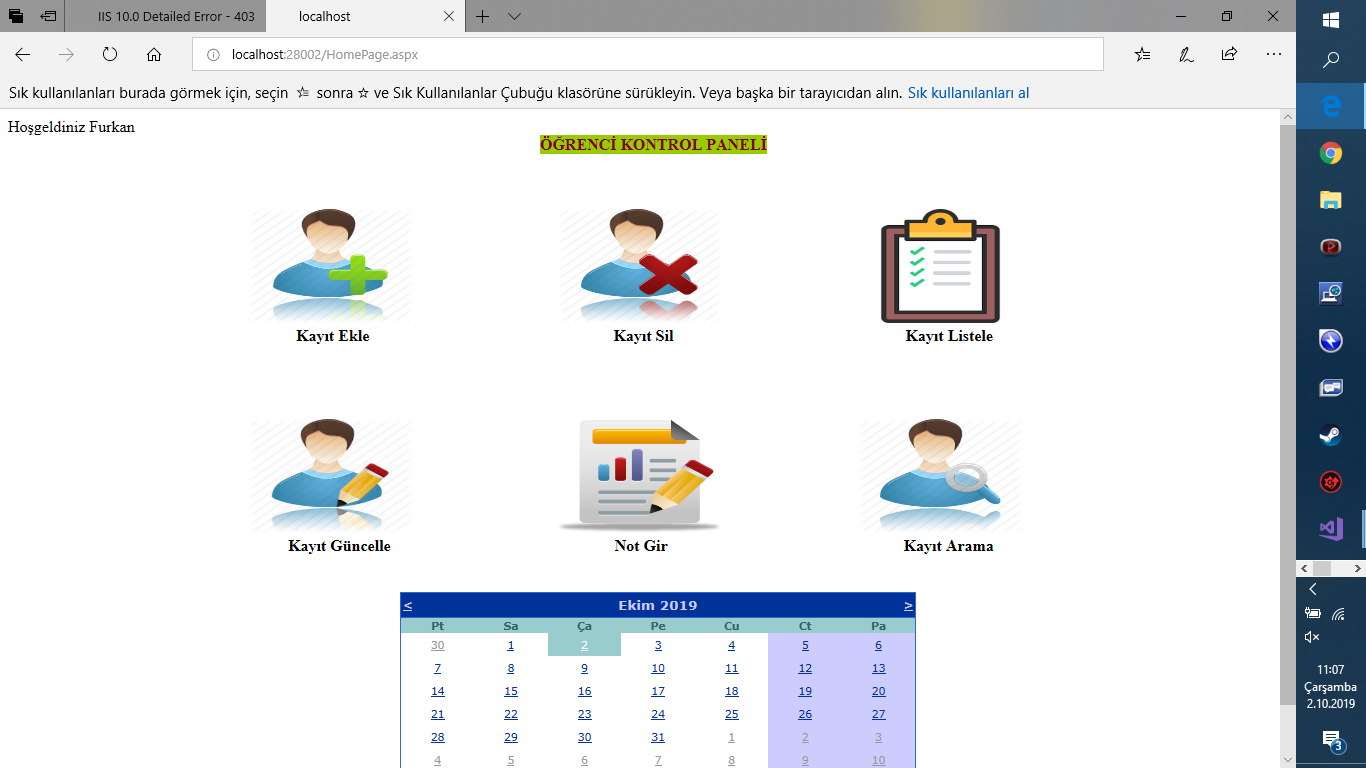 IIS 10.0 Detailed Error - 403
localhost
localhost:28002/HomePage.aspx
Sık kullanılanları burada görmek için, seçin sonra ☆ ve Sık Kullanılanlar Çubuğu klasörüne sürükleyin. Veya başka bir tarayıcıdan alın. Sık kullanılanları al
Hoşgeldiniz Furkan
ÖĞRENCİ KONTROL PANELİ
Kayıt Ekle Kayıt Sil Kayıt Listele
Kayıt Güncelle Not Gir Kayıt Arama
< Ekim 2019 >
Pt Sa Ça Pe Cu Ct Pa
30 1 2 3 4 5 6
7 8 9 10 11 12 13
14 15 16 17 18 19 20
21 22 23 24 25 26 27
28 29 30 31 1 2 3
4 5 6 7 8 9 10
11:07
Çarşamba
2.10.2019
3